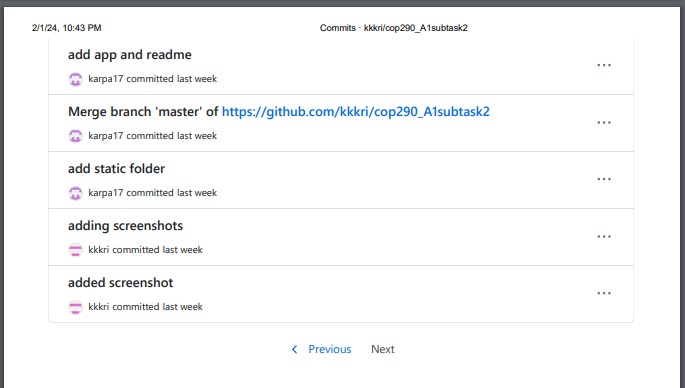 2/1/24, 10:43 PM Commits · kkkri/cop290_A1subtask2
add app and readme
karpa17 committed last week
Merge branch 'master' of https://github.com/kkkri/cop290_A1subtask2
karpa17 committed last week
add static folder
karpa17 committed last week
adding screenshots
kkkri committed last week
added screenshot
kkkri committed last week
Previous Next